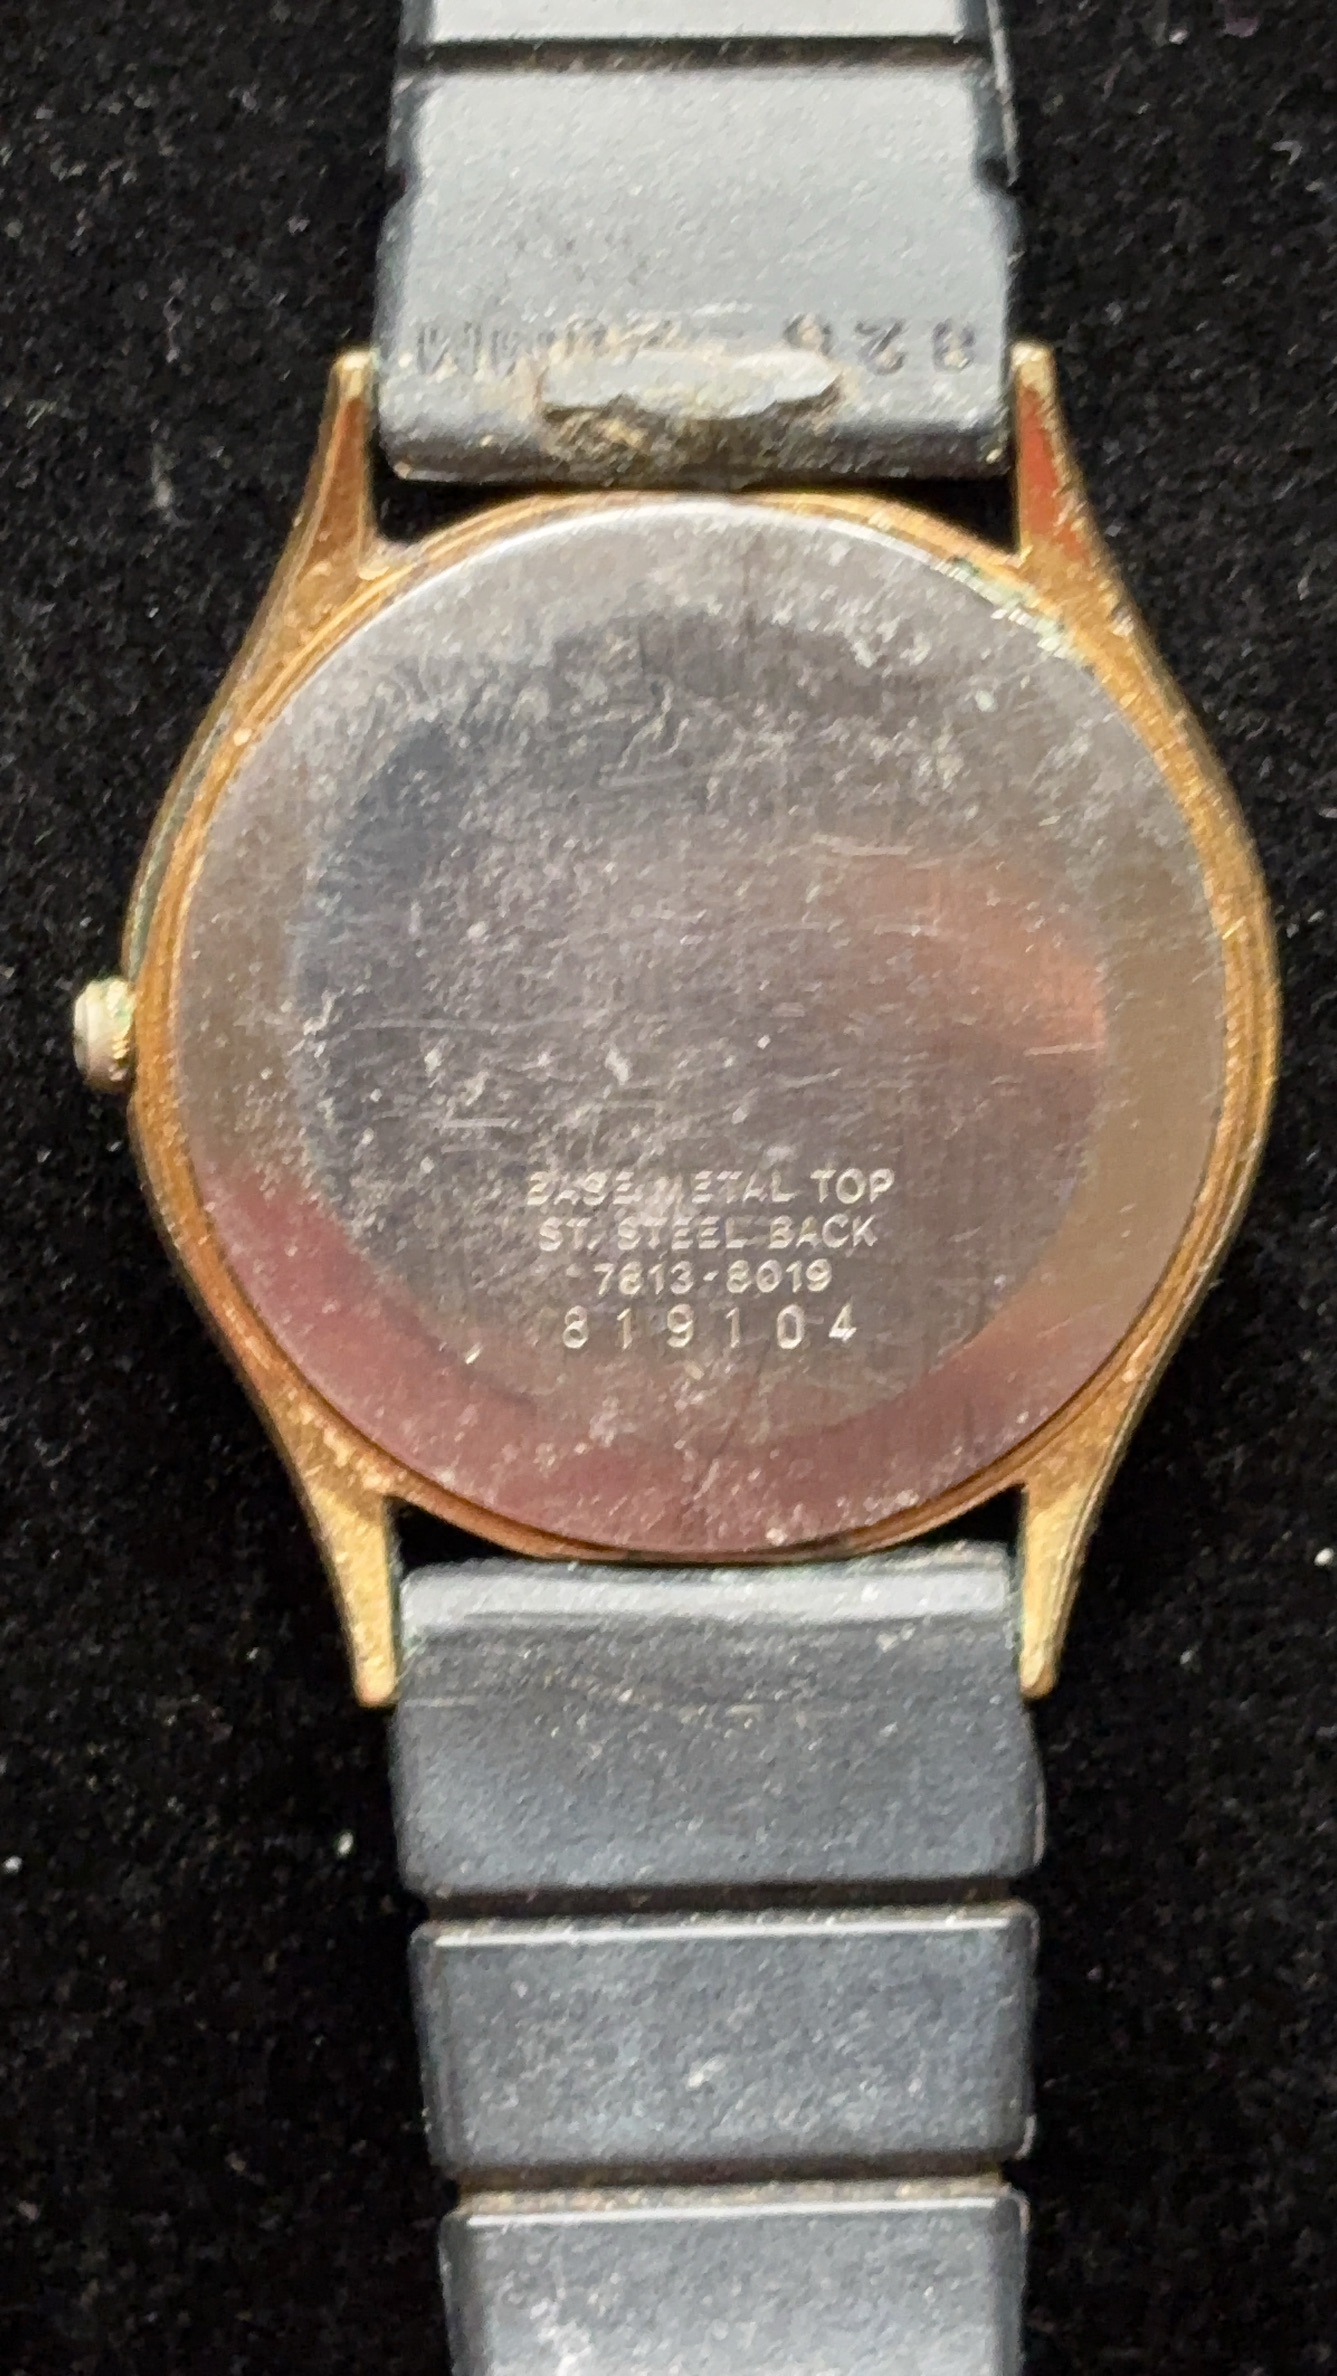 BASE METAL TOP
ST. STEEL BACK
7813-8019
819104